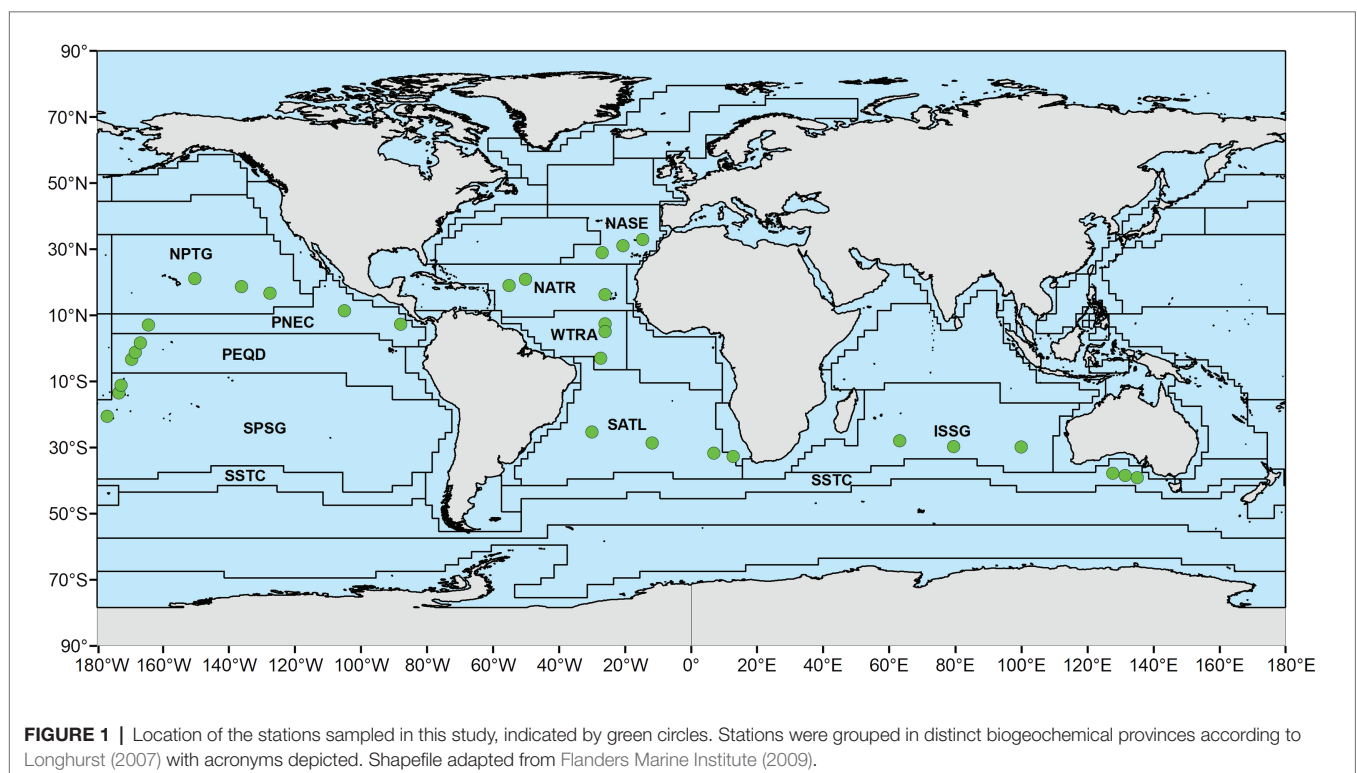 90°
70°N
50°N
30°N
10°N
10°S
30°S
50°S
70°S
90°
NASE
NPTG
NATR
PNEC
WTRA
PEQD
SPSG
SATL
ISSG
SSTC
SSTC
180°W 160°W 140°W 120°W 100°W 80°W 60°W 40°W 20°W 0° 20°E 40°E 60°E 80°E 100°E 120°E 140°E 160°E 180°E
FIGURE 1 | Location of the stations sampled in this study, indicated by green circles. Stations were grouped in distinct biogeochemical provinces according to
Longhurst (2007) with acronyms depicted. Shapefile adapted from Flanders Marine Institute (2009).